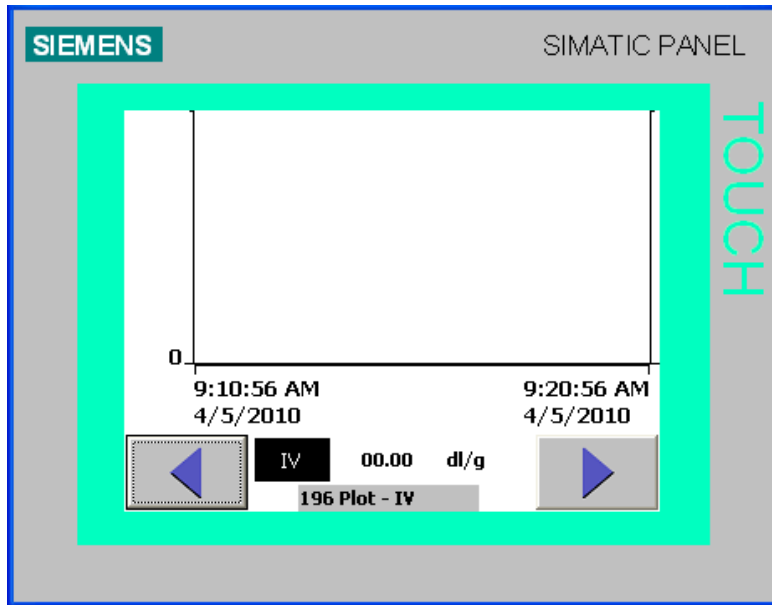 SIEMENS
SIMATIC PANEL
TOUCH
0
9:10:56 AM
4/5/2010
9:20:56 AM
4/5/2010
IV 00.00 dl/g
196 Plot - IV